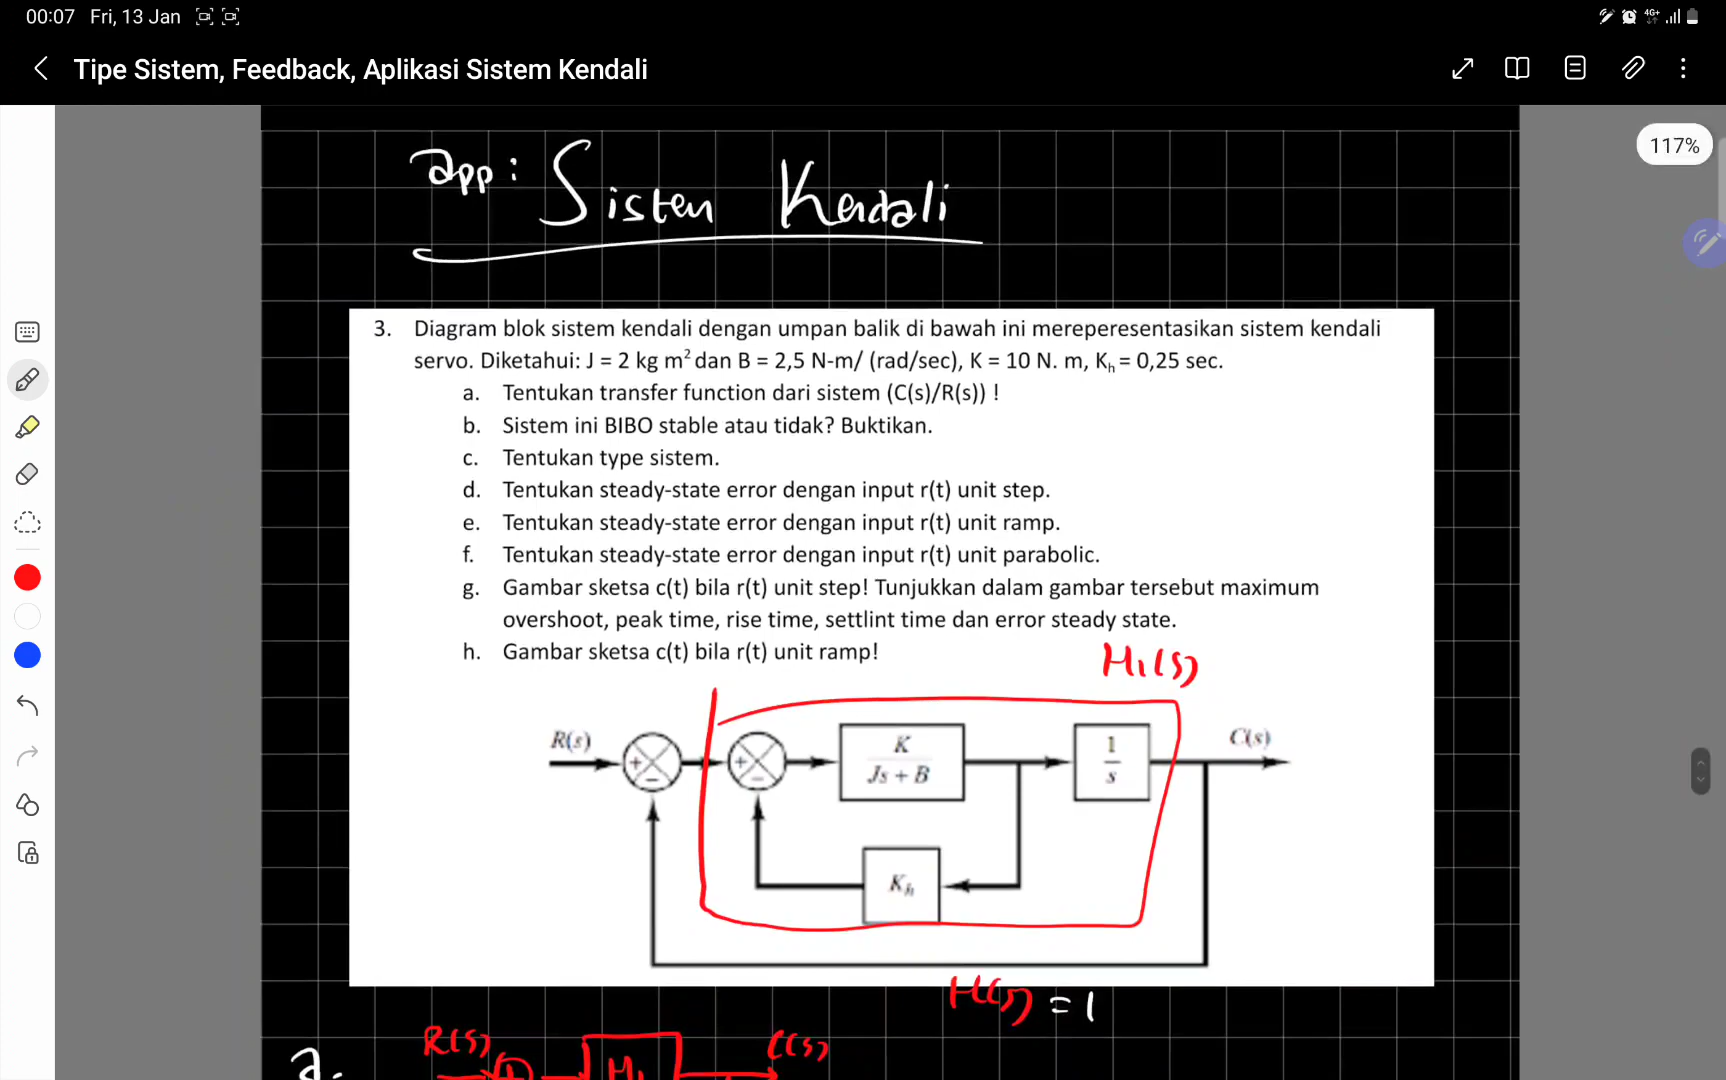 00:07 Fri, 13 Jan
4G+
Tipe Sistem, Feedback, Aplikasi Sistem Kendali
117%
app: Sistem Kendali
3. Diagram blok sistem kendali dengan umpan balik di bawah ini mereperesentasikan sistem kendali
servo. Diketahui: J = 2 kg m² dan B = 2,5 N-m/ (rad/sec), K = 10 N. m, Kₕ = 0,25 sec.
a. Tentukan transfer function dari sistem (C(s)/R(s)) !
b. Sistem ini BIBO stable atau tidak? Buktikan.
c. Tentukan type sistem.
d. Tentukan steady-state error dengan input r(t) unit step.
e. Tentukan steady-state error dengan input r(t) unit ramp.
f. Tentukan steady-state error dengan input r(t) unit parabolic.
g. Gambar sketsa c(t) bila r(t) unit step! Tunjukkan dalam gambar tersebut maximum
overshoot, peak time, rise time, settlint time dan error steady state.
h. Gambar sketsa c(t) bila r(t) unit ramp!
H₁(s)
R(s)
+
−
+
−
K
Js + B
1
s
C(s)
Kₕ
H(s) = 1
a.
R(s)
+
H₁
C(s)